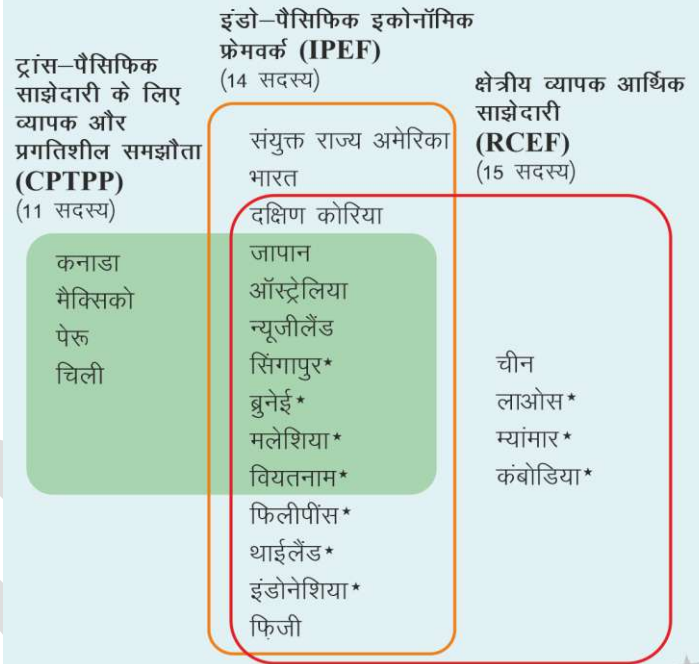 ट्रांस–पैसिफिक
साझेदारी के लिए
व्यापक और
प्रगतिशील समझौता
(CPTPP)
(11 सदस्य)
कनाडा
मैक्सिको
पेरू
चिली
इंडो–पैसिफिक इकोनॉमिक
फ्रेमवर्क (IPEF)
(14 सदस्य)
संयुक्त राज्य अमेरिका
भारत
दक्षिण कोरिया
जापान
ऑस्ट्रेलिया
न्यूजीलैंड
सिंगापुर★
ब्रुनेई★
मलेशिया★
वियतनाम★
फिलीपींस★
थाईलैंड★
इंडोनेशिया★
फिजी
क्षेत्रीय व्यापक आर्थिक
साझेदारी
(RCEF)
(15 सदस्य)
चीन
लाओस★
म्यांमार★
कंबोडिया★